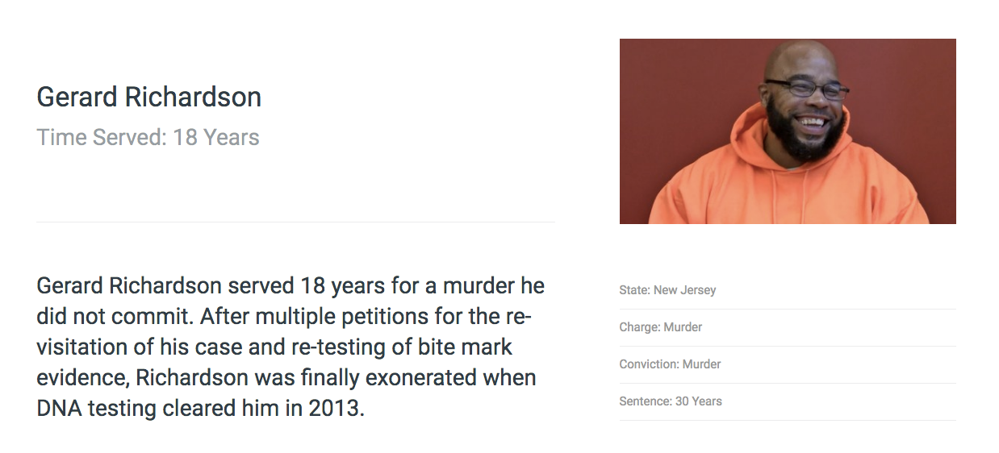 Gerard Richardson
Time Served: 18 Years
Gerard Richardson served 18 years for a murder he
did not commit. After multiple petitions for the re-
visitation of his case and re-testing of bite mark
evidence, Richardson was finally exonerated when
DNA testing cleared him in 2013.
State: New Jersey
Charge: Murder
Conviction: Murder
Sentence: 30 Years